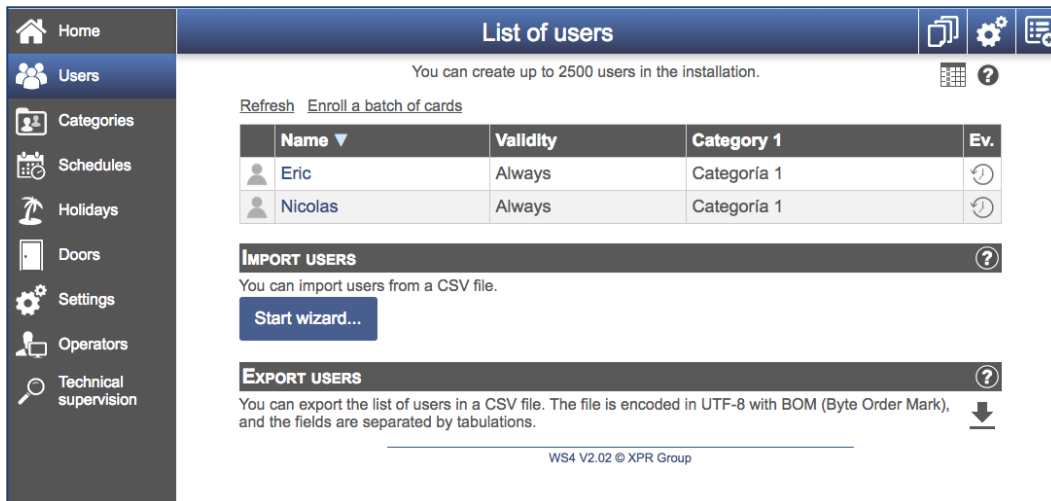 Home
Users
Categories
Schedules
Holidays
Doors
Settings
Operators
Technical
supervision
List of users
You can create up to 2500 users in the installation.
Refresh Enroll a batch of cards
Name ▼ Validity Category 1 Ev.
Eric Always Categoría 1
Nicolas Always Categoría 1
IMPORT USERS
You can import users from a CSV file.
Start wizard...
EXPORT USERS
You can export the list of users in a CSV file. The file is encoded in UTF-8 with BOM (Byte Order Mark),
and the fields are separated by tabulations.
WS4 V2.02 © XPR Group